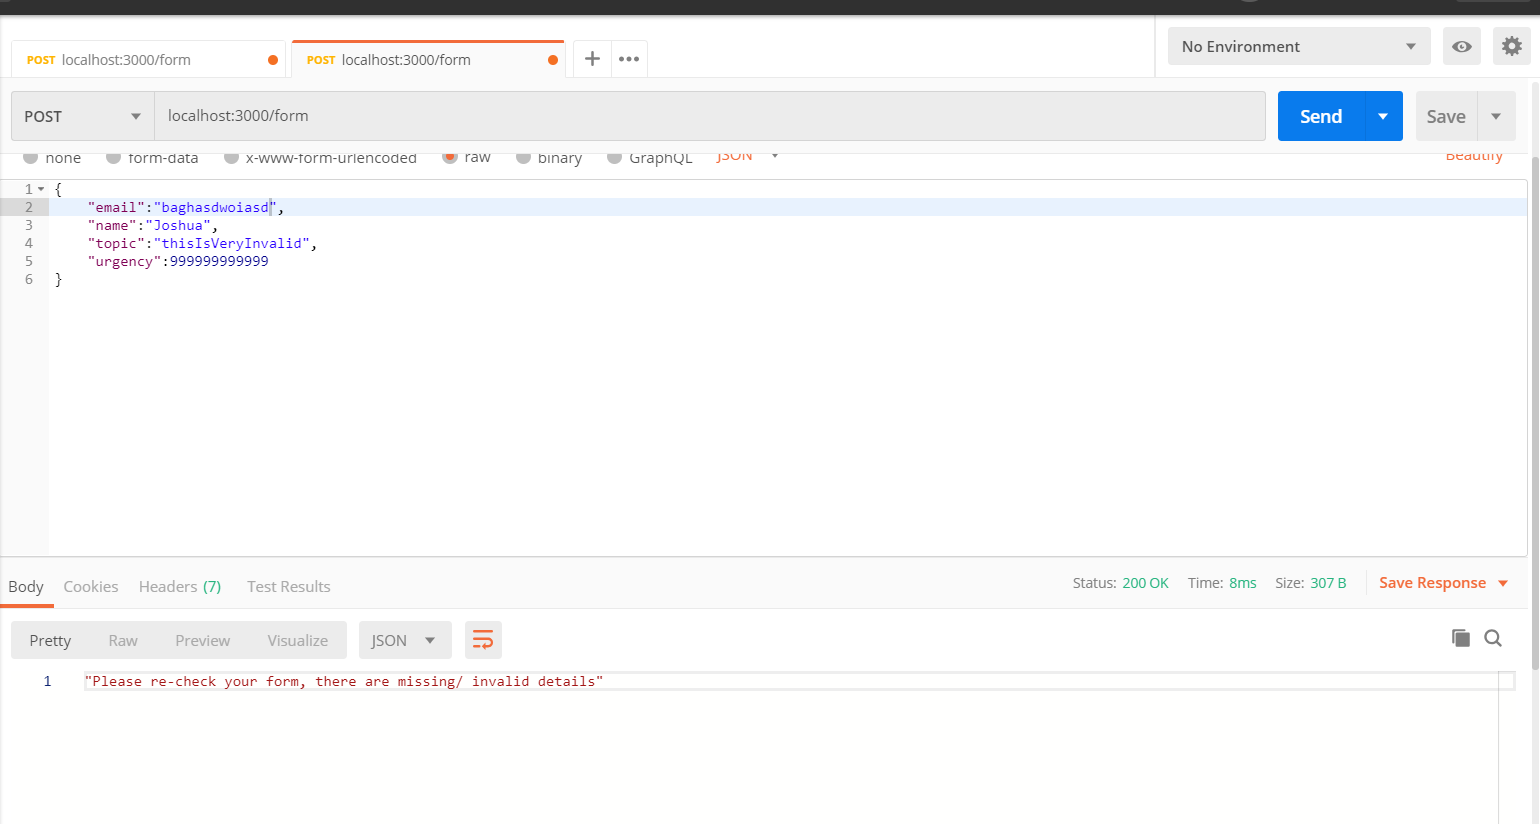 POST localhost:3000/form
POST localhost:3000/form
No Environment
POST
localhost:3000/form
Send
Save
none
form-data
x-www-form-urlencoded
raw
binary
GraphQL
JSON
Beautify
1 {
2 "email":"baghasdwoiasd",
3 "name":"Joshua",
4 "topic":"thisIsVeryInvalid",
5 "urgency":999999999999
6 }
Body
Cookies
Headers (7)
Test Results
Status: 200 OK
Time: 8ms
Size: 307 B
Save Response
Pretty
Raw
Preview
Visualize
JSON
1 "Please re-check your form, there are missing/ invalid details"